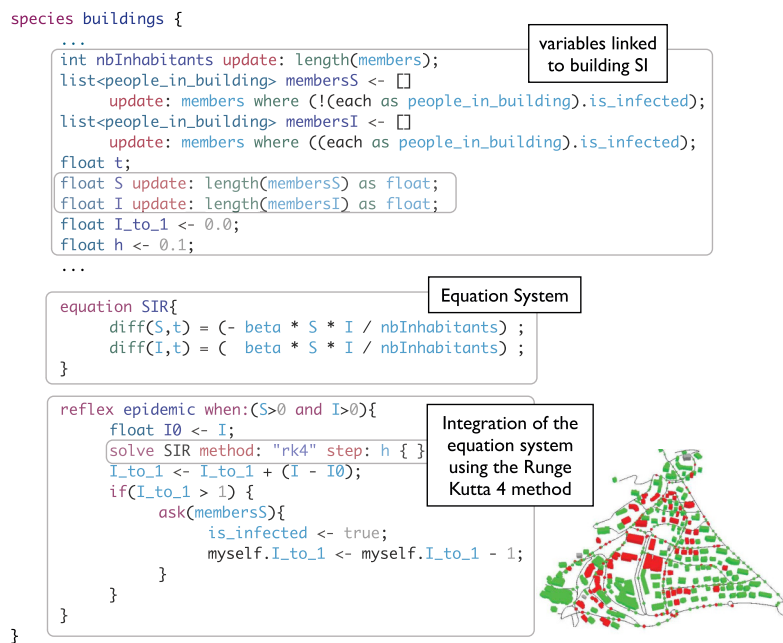 species buildings {
...
int nbInhabitants update: length(members);
list<people_in_building> membersS <- []
update: members where (!(each as people_in_building).is_infected);
list<people_in_building> membersI <- []
update: members where ((each as people_in_building).is_infected);
float t;
float S update: length(membersS) as float;
float I update: length(membersI) as float;
float I_to_1 <- 0.0;
float h <- 0.1;
...
variables linked
to building SI
equation SIR{
diff(S,t) = (- beta * S * I / nbInhabitants) ;
diff(I,t) = ( beta * S * I / nbInhabitants) ;
}
Equation System
reflex epidemic when:(S>0 and I>0){
float I0 <- I;
solve SIR method: "rk4" step: h { }
I_to_1 <- I_to_1 + (I - I0);
if(I_to_1 > 1) {
ask(membersS){
is_infected <- true;
myself.I_to_1 <- myself.I_to_1 - 1;
}
}
}
Integration of the
equation system
using the Runge
Kutta 4 method
}